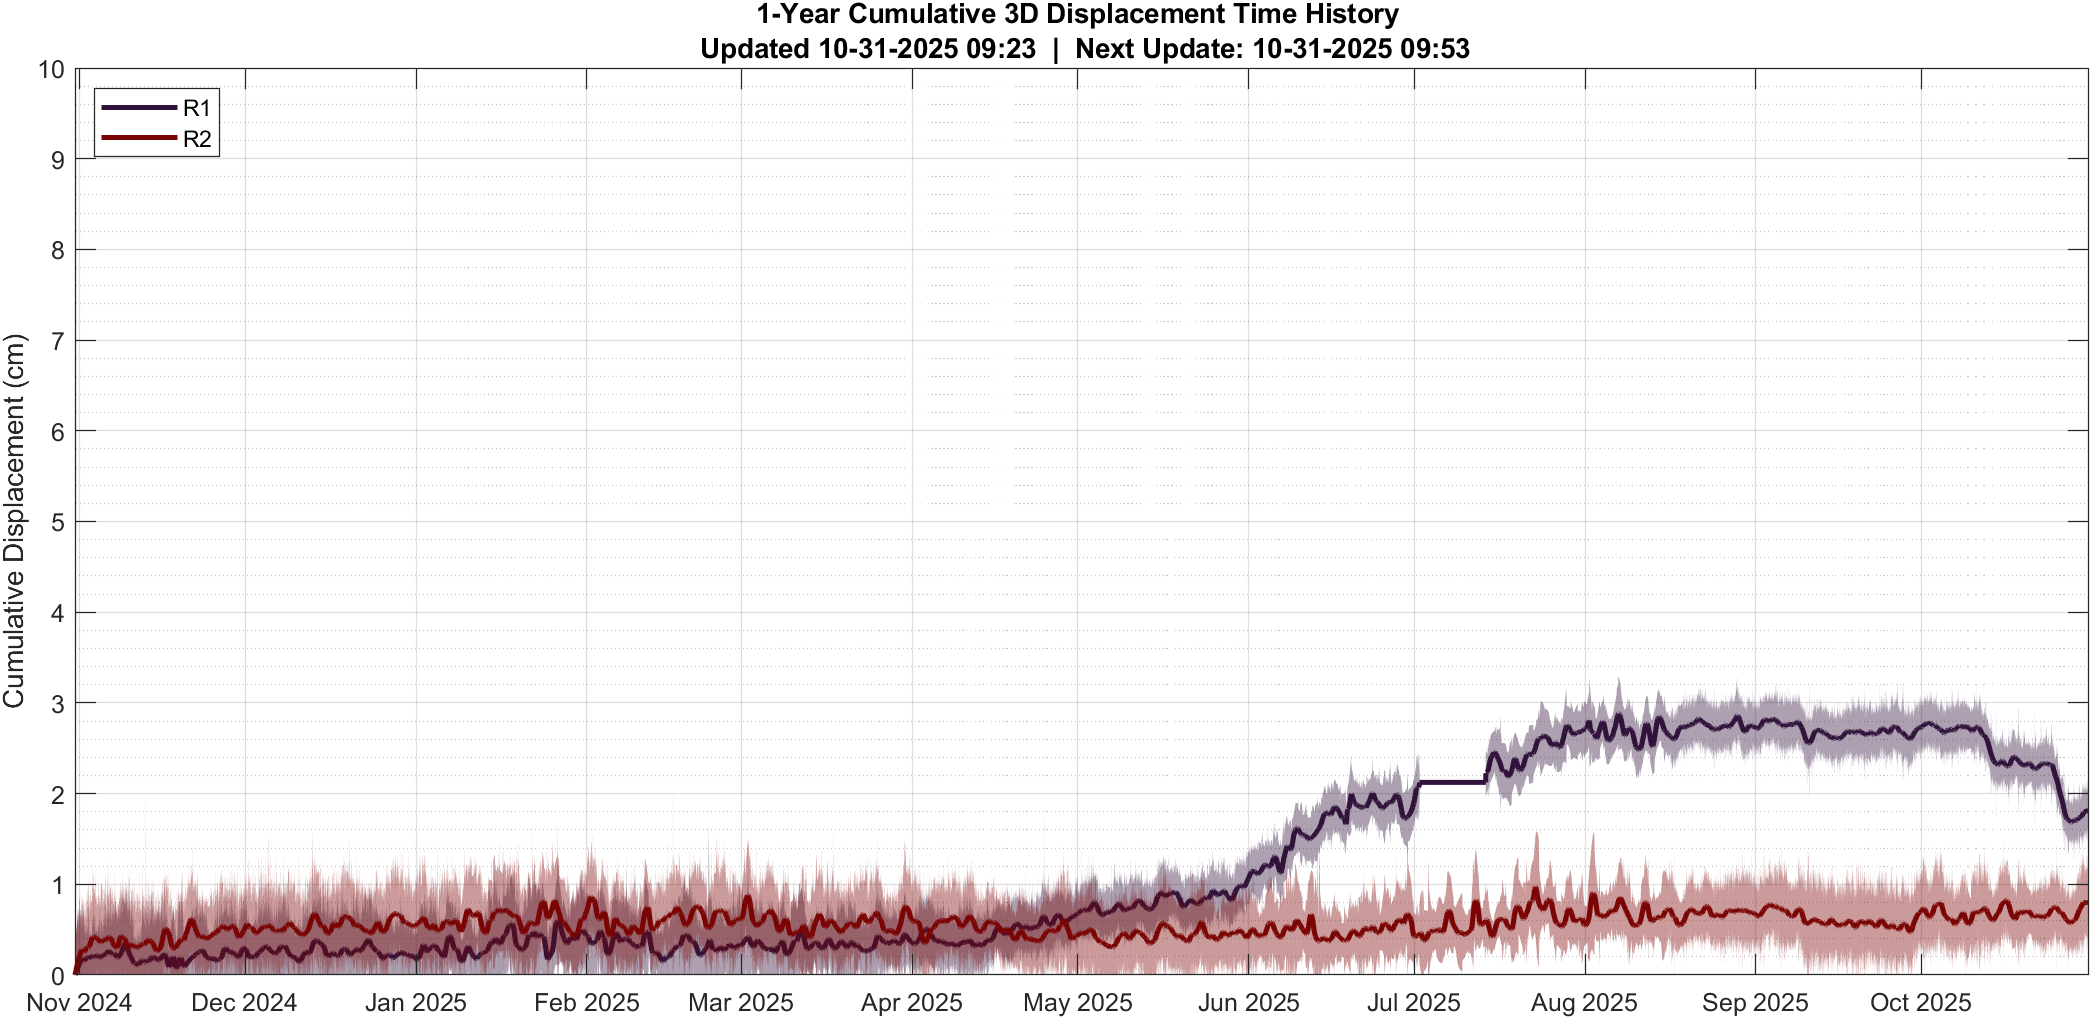 1-Year Cumulative 3D Displacement Time History
Updated 10-31-2025 09:23 | Next Update: 10-31-2025 09:53
R1
R2
Cumulative Displacement (cm)
10
9
8
7
6
5
4
3
2
1
0
Nov 2024 Dec 2024 Jan 2025 Feb 2025 Mar 2025 Apr 2025 May 2025 Jun 2025 Jul 2025 Aug 2025 Sep 2025 Oct 2025